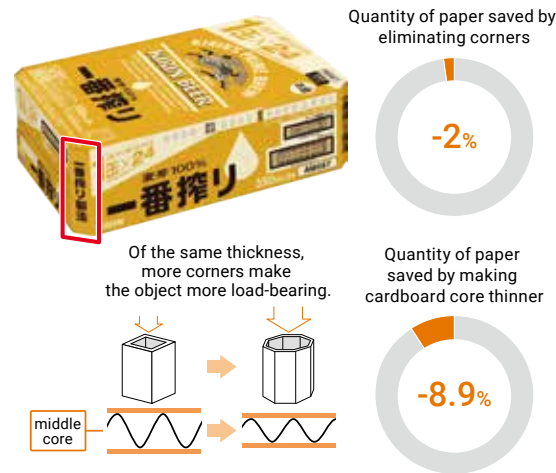 Quantity of paper saved by
eliminating corners
-2%
KIRIN BEER
一番搾り
麦芽100%
一番搾り
一番搾り製法
Of the same thickness,
more corners make
the object more load-bearing.
Quantity of paper
saved by making
cardboard core thinner
-8.9%
middle
core